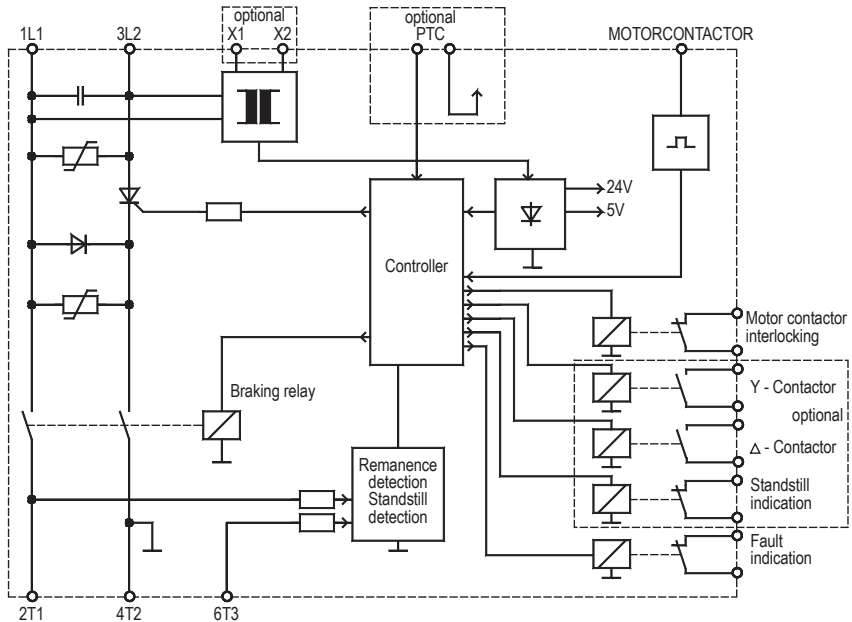 optional
optional
1L1
3L2
X1
X2
PTC
MOTORCONTACTOR
24V
5V
Controller
Motor contactor
interlocking
Braking relay
Y - Contactor
optional
Δ - Contactor
Remanence
detection
Standstill
detection
Standstill
indication
Fault
indication
2T1
4T2
6T3